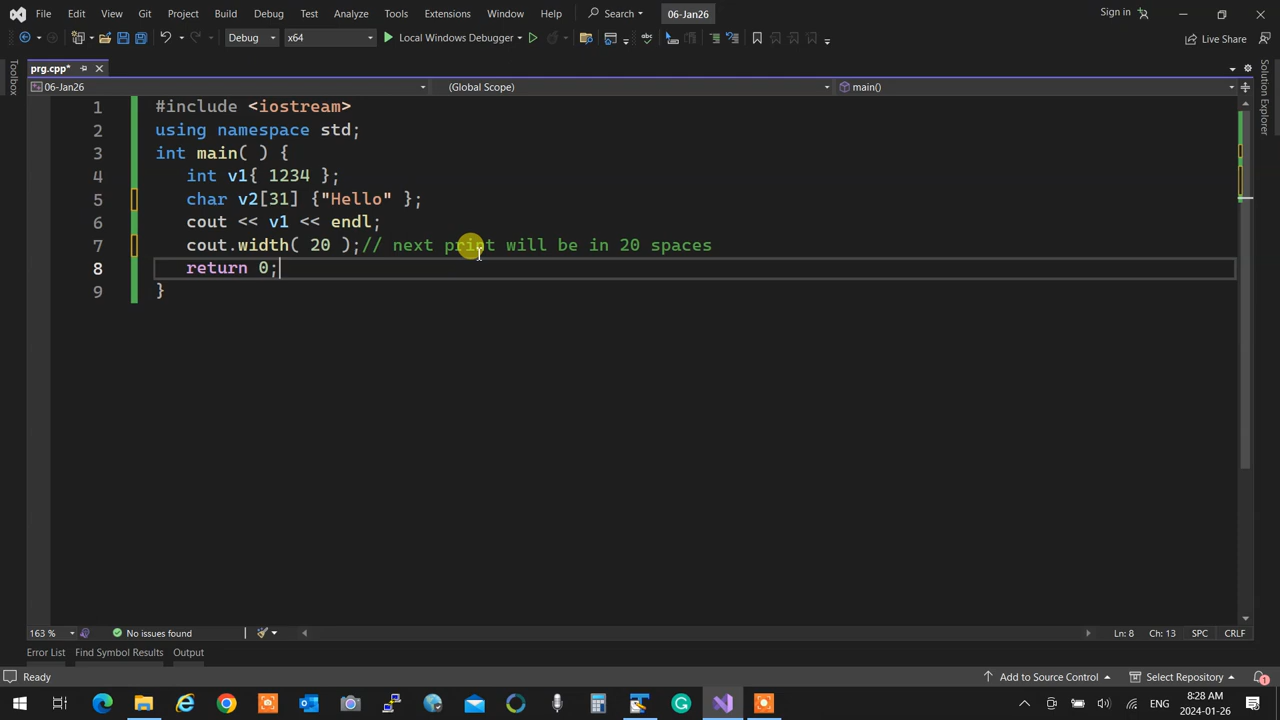 File Edit View Git Project Build Debug Test Analyze Tools Extensions Window Help Search 06-Jan26 Sign in
Debug x64 Local Windows Debugger Live Share
prg.cpp*
Toolbox
Solution Explorer
06-Jan26 (Global Scope) main()
1 #include <iostream>
2 using namespace std;
3 int main( ) {
4 int v1{ 1234 };
5 char v2[31] {"Hello" };
6 cout << v1 << endl;
7 cout.width( 20 );// next print will be in 20 spaces
8 return 0;
9 }
163 % No issues found Ln: 8 Ch: 13 SPC CRLF
Error List Find Symbol Results Output
Ready Add to Source Control Select Repository 1
ENG 8:28 AM
2024-01-26